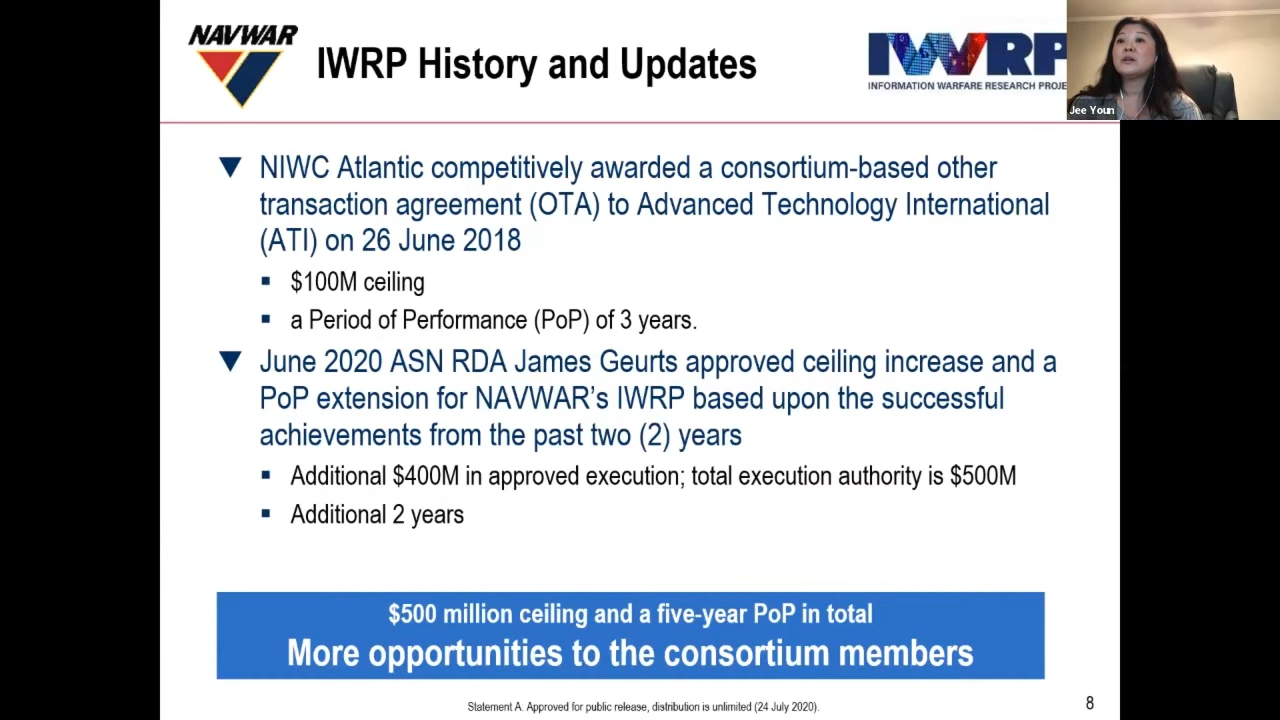 NAVWAR
IWRP History and Updates
IWRP
INFORMATION WARFARE RESEARCH PROJE
Jee Youn
▼ NIWC Atlantic competitively awarded a consortium-based other
transaction agreement (OTA) to Advanced Technology International
(ATI) on 26 June 2018
▪ $100M ceiling
▪ a Period of Performance (PoP) of 3 years.
▼ June 2020 ASN RDA James Geurts approved ceiling increase and a
PoP extension for NAVWAR’s IWRP based upon the successful
achievements from the past two (2) years
▪ Additional $400M in approved execution; total execution authority is $500M
▪ Additional 2 years
$500 million ceiling and a five-year PoP in total
More opportunities to the consortium members
Statement A. Approved for public release, distribution is unlimited (24 July 2020).
8